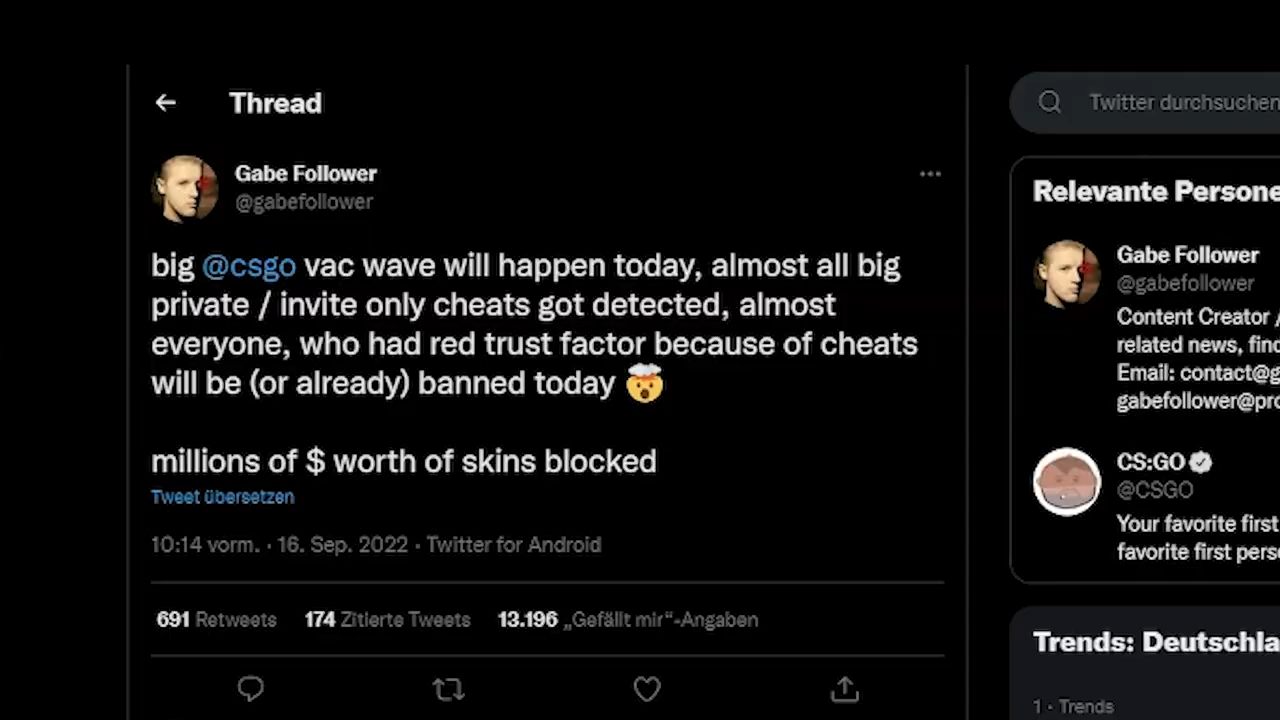 Thread
Twitter durchsuchen
Gabe Follower
@gabefollower
big @csgo vac wave will happen today, almost all big
private / invite only cheats got detected, almost
everyone, who had red trust factor because of cheats
will be (or already) banned today 🤯
millions of $ worth of skins blocked
Tweet übersetzen
10:14 vorm. · 16. Sep. 2022 · Twitter for Android
691 Retweets 174 Zitierte Tweets 13.196 „Gefällt mir“-Angaben
Relevante Persone
Gabe Follower
@gabefollower
Content Creator /
related news, find
Email: contact@g
gabefollower@pro
CS:GO
@CSGO
Your favorite first
favorite first perso
Trends: Deutschla
1 · Trends